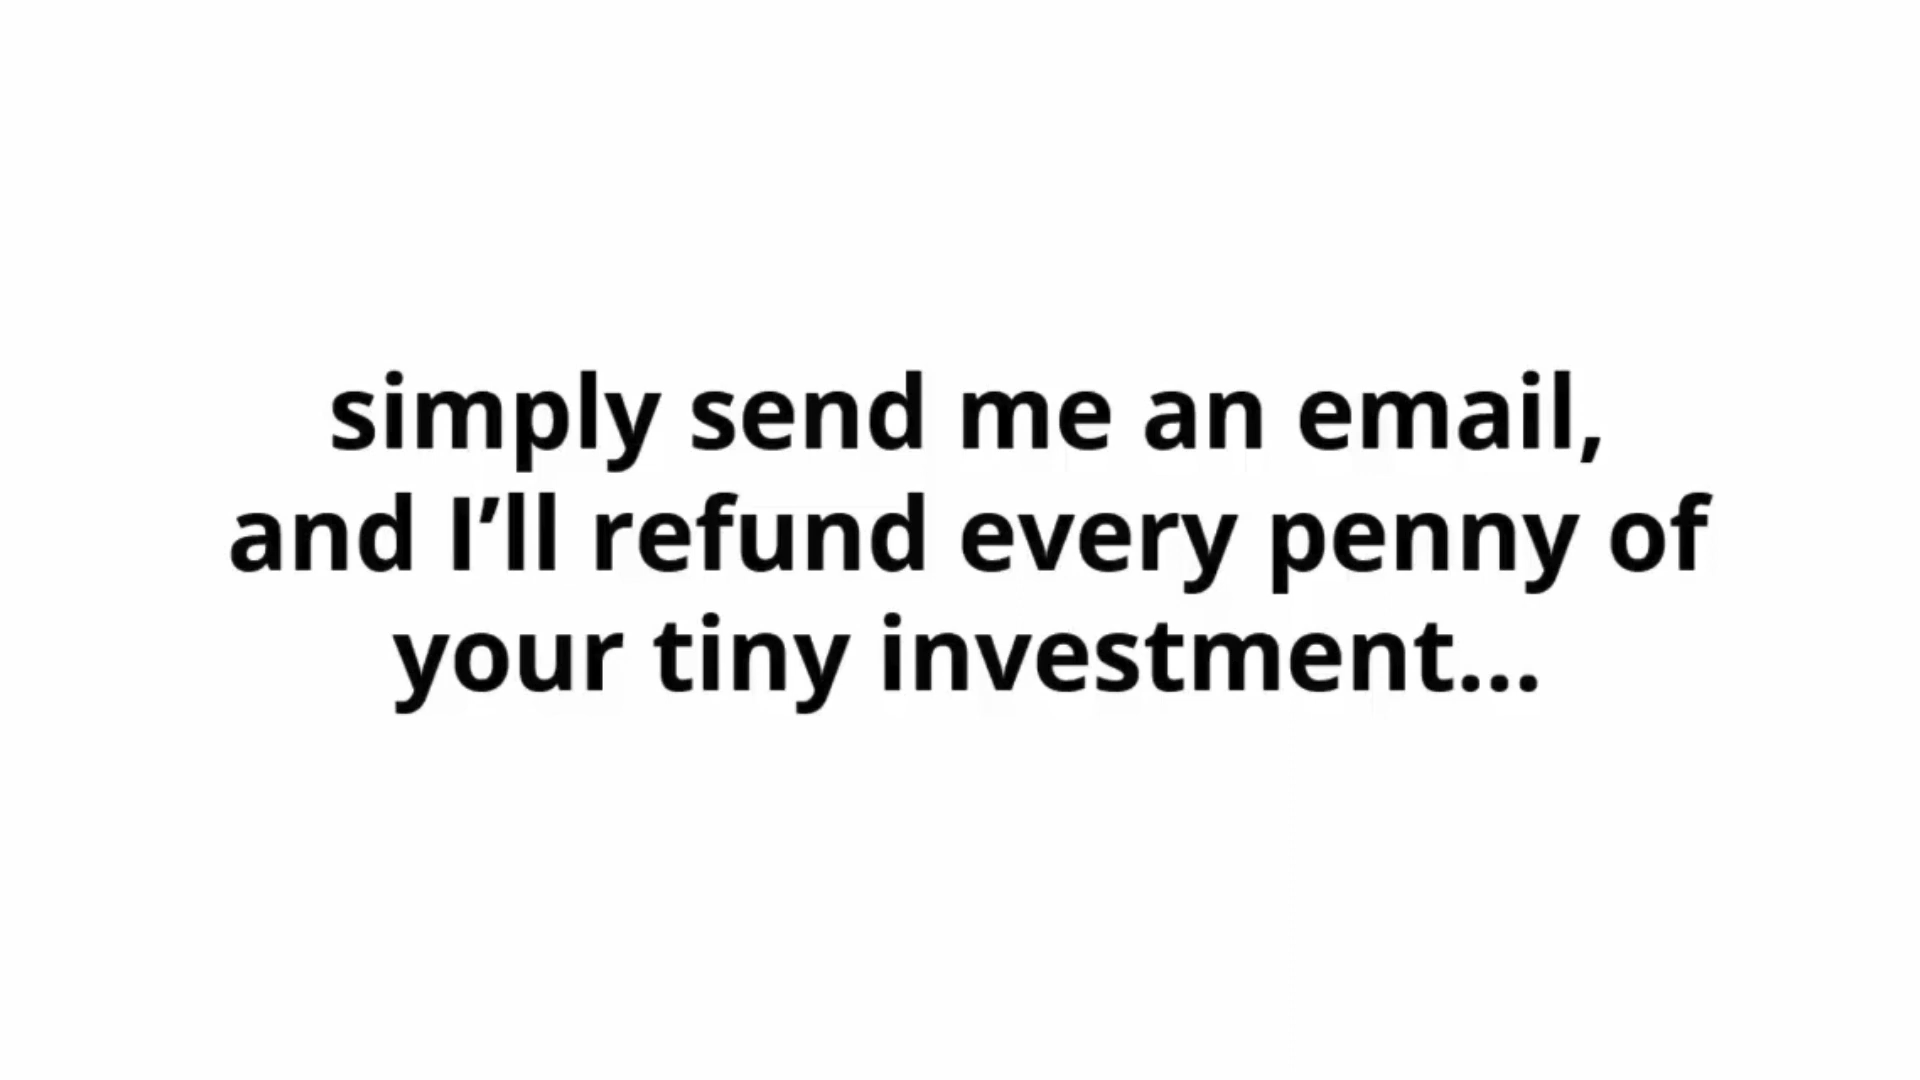 simply send me an email,
and I’ll refund every penny of
your tiny investment...